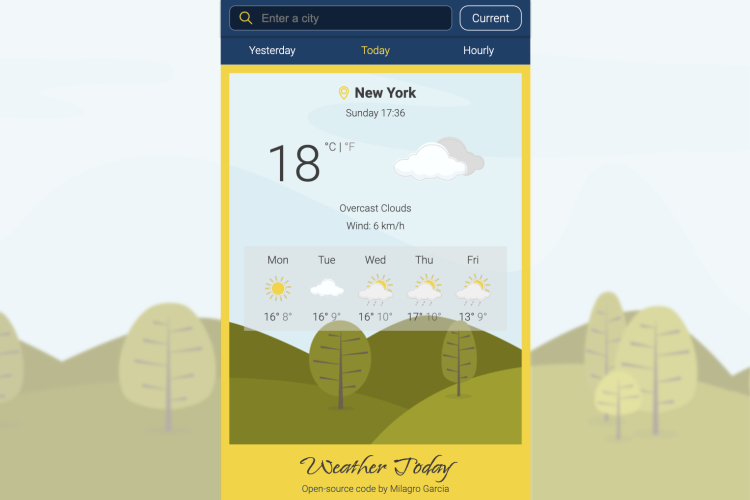 Enter a city
Current
Yesterday Today Hourly
New York
Sunday 17:36
18 °C | °F
Overcast Clouds
Wind: 6 km/h
Mon Tue Wed Thu Fri
16° 8° 16° 9° 16° 10° 17° 10° 13° 9°
Weather Today
Open-source code by Milagro Garcia